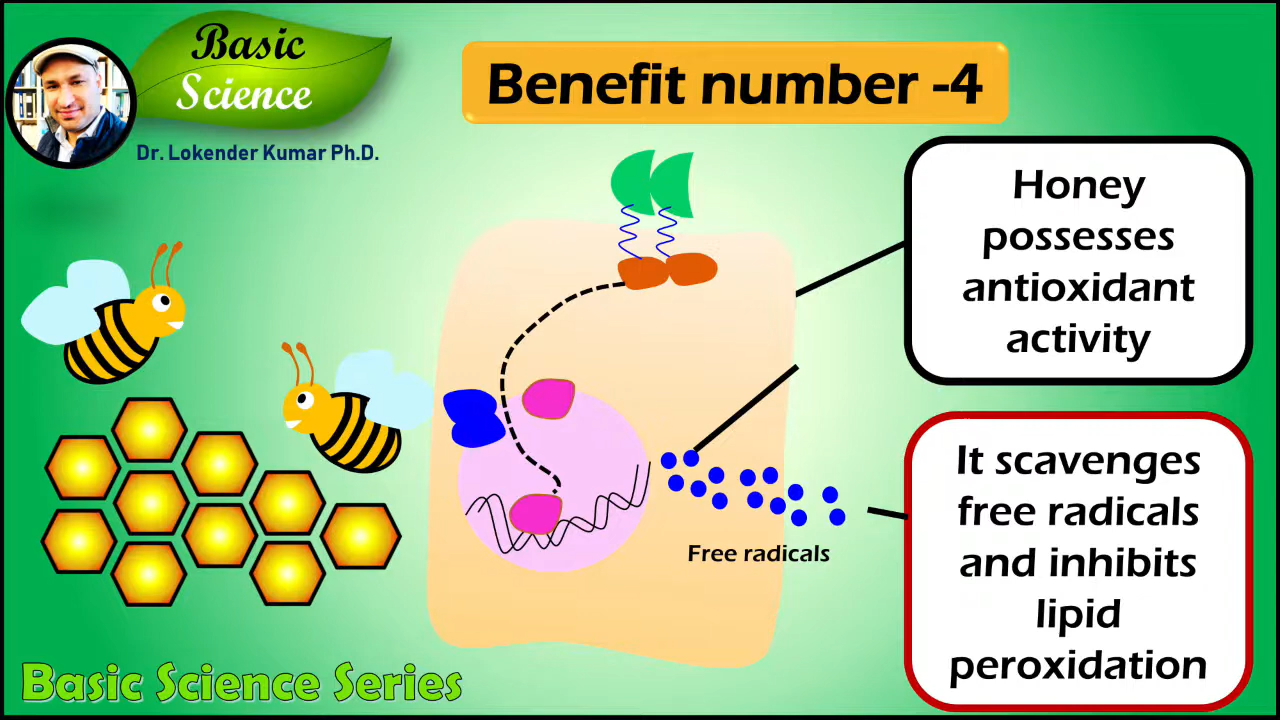 Basic
Science
Dr. Lokender Kumar Ph.D.
Benefit number -4
Honey
possesses
antioxidant
activity
It scavenges
free radicals
and inhibits
lipid
peroxidation
Free radicals
Basic Science Series